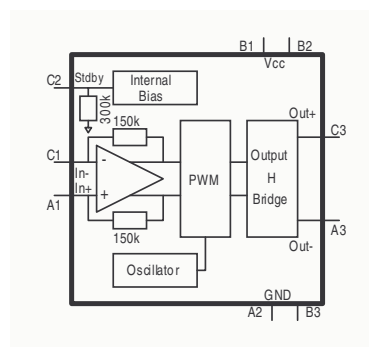 B1 B2
Vcc
C2 Stdby
Internal
Bias
300k
150k
Out+
C3
C1
In-
-
In+
+
A1
PWM
Output
H
Bridge
150k
A3
Out-
Oscillator
GND
A2 B3